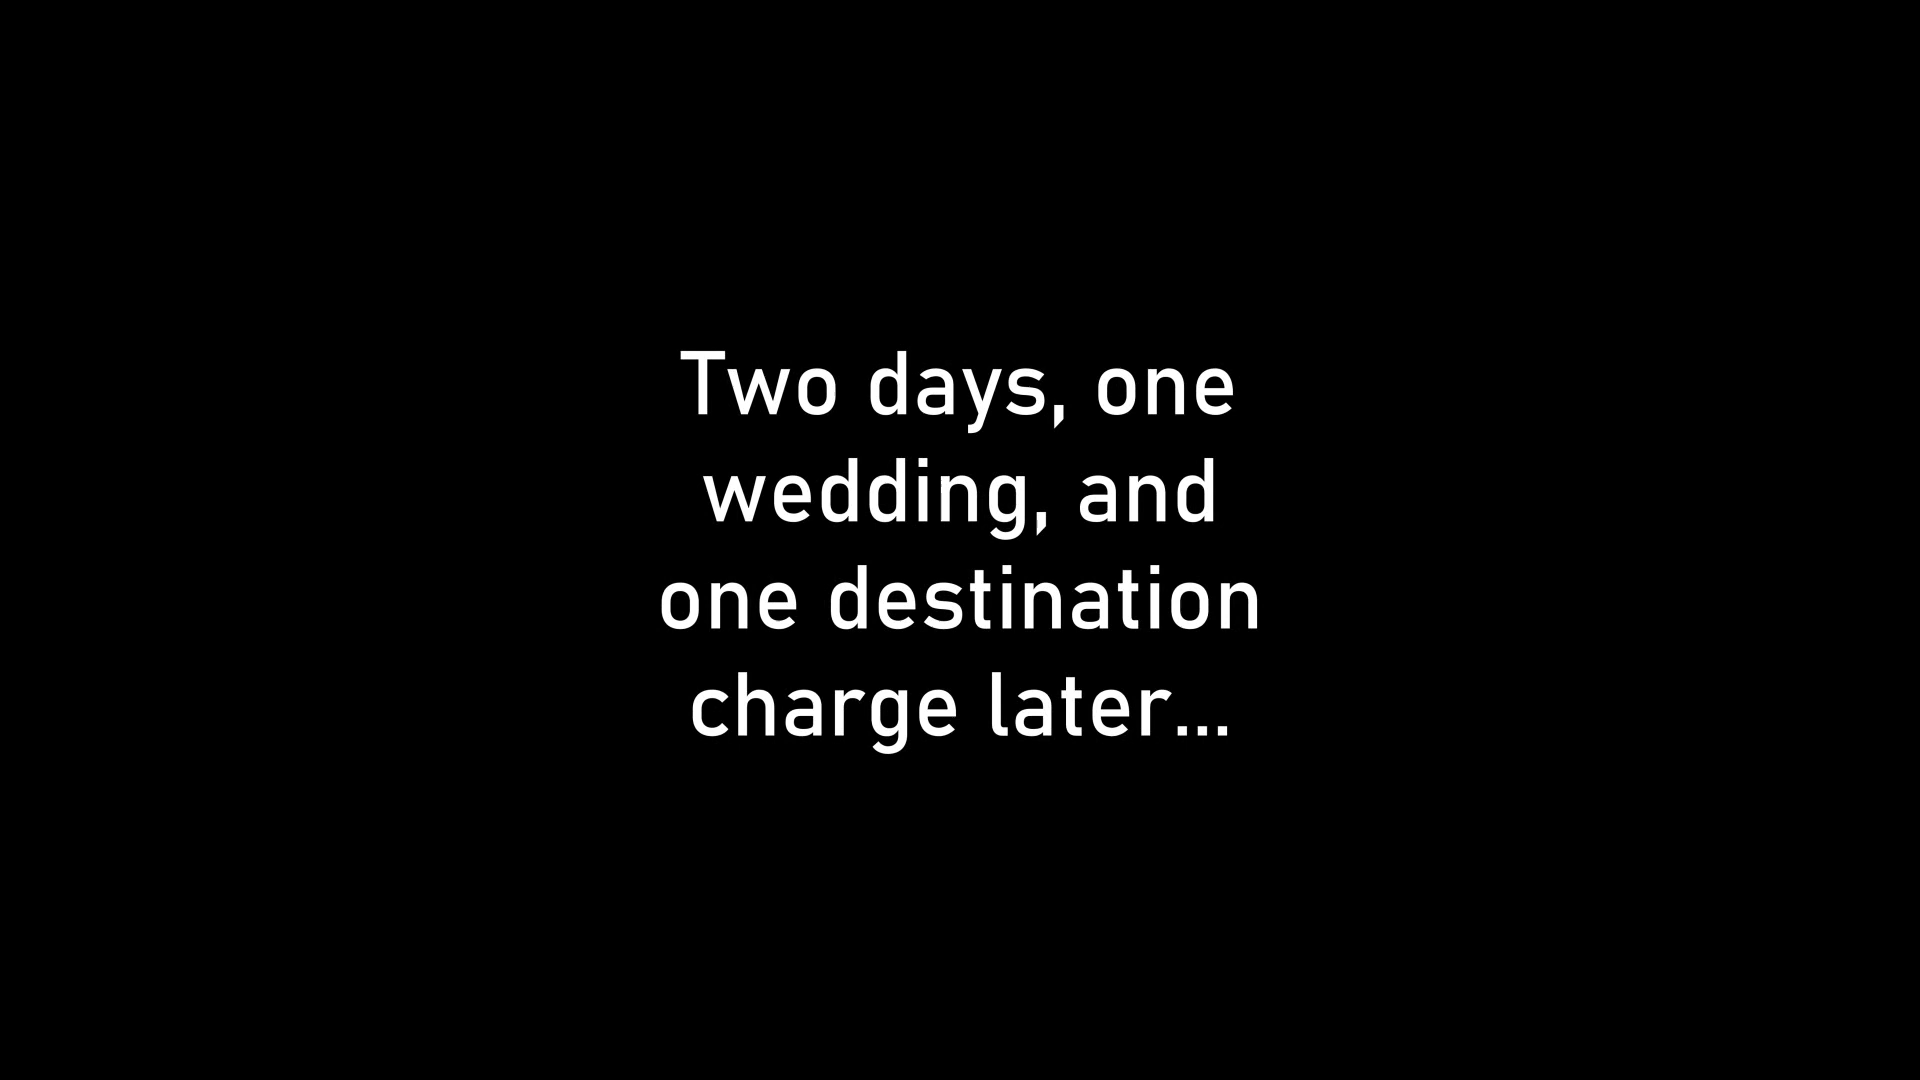 Two days, one
wedding, and
one destination
charge later...